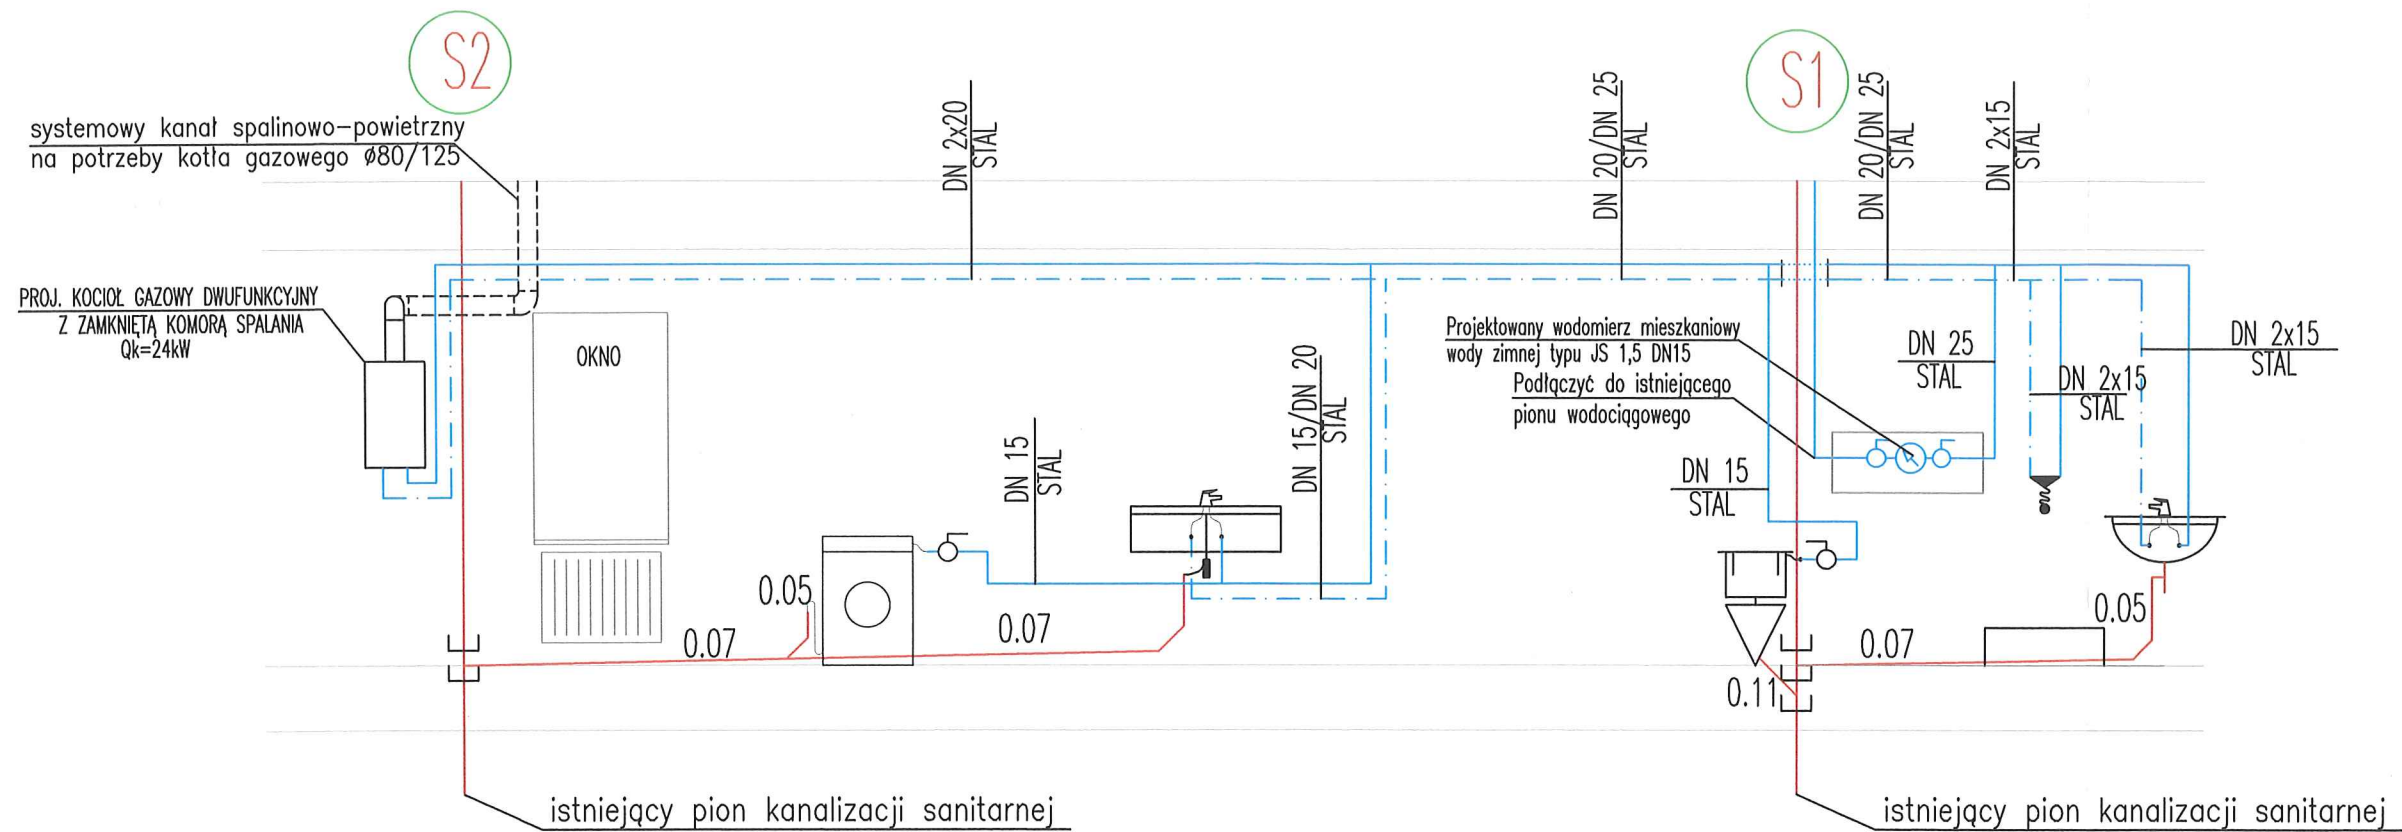 S2
S1
systemowy kanał spalinowo-powietrzny
na potrzeby kotła gazowego Ø80/125
DN 2x20
STAL
DN 20/DN 25
STAL
DN 20/DN 25
STAL
DN 2x15
STAL
PROJ. KOCIOŁ GAZOWY DWUFUNKCYJNY
Z ZAMKNIĘTĄ KOMORĄ SPALANIA
Qk=24kW
OKNO
Projektowany wodomierz mieszkaniowy
wody zimnej typu JS 1,5 DN15
Podłączyć do istniejącego
pionu wodociągowego
DN 25
STAL
DN 2x15
STAL
DN 2x15
STAL
DN 15
STAL
DN 15/DN 20
STAL
DN 15
STAL
0.05
0.07
0.07
0.05
0.07
0.11
istniejący pion kanalizacji sanitarnej
istniejący pion kanalizacji sanitarnej